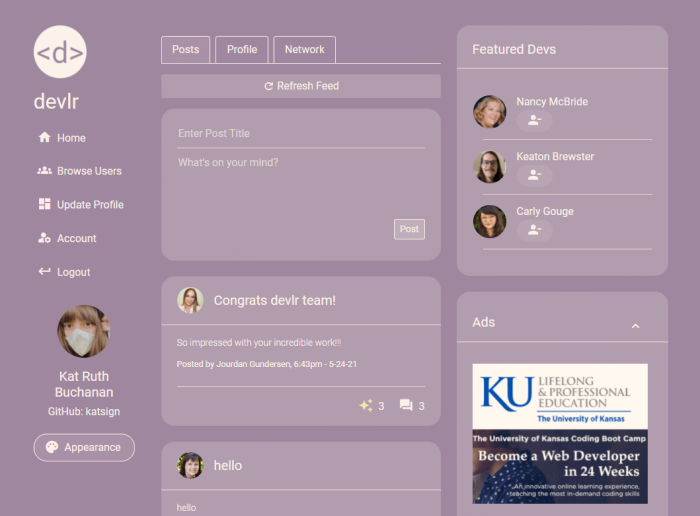 <d>
devlr
Home
Browse Users
Update Profile
Account
Logout
Kat Ruth
Buchanan
GitHub: katsign
Appearance
Posts
Profile
Network
Refresh Feed
Enter Post Title
What's on your mind?
Post
Congrats devlr team!
So impressed with your incredible work!!!
Posted by Jourdan Gundersen, 6:43pm - 5-24-21
3
3
hello
hello
Featured Devs
Nancy McBride
Keaton Brewster
Carly Gouge
Ads
KU
LIFELONG
& PROFESSIONAL
EDUCATION
The University of Kansas
The University of Kansas Coding Boot Camp
Become a Web Developer
in 24 Weeks
An innovative online learning experience,
teaching the most in-demand coding skills